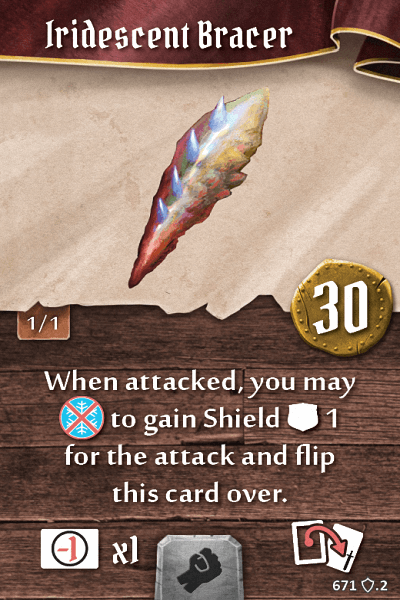 Iridescent Bracer
1/1
30
When attacked, you may
to gain Shield 1
for the attack and flip
this card over.
-1
671 .2